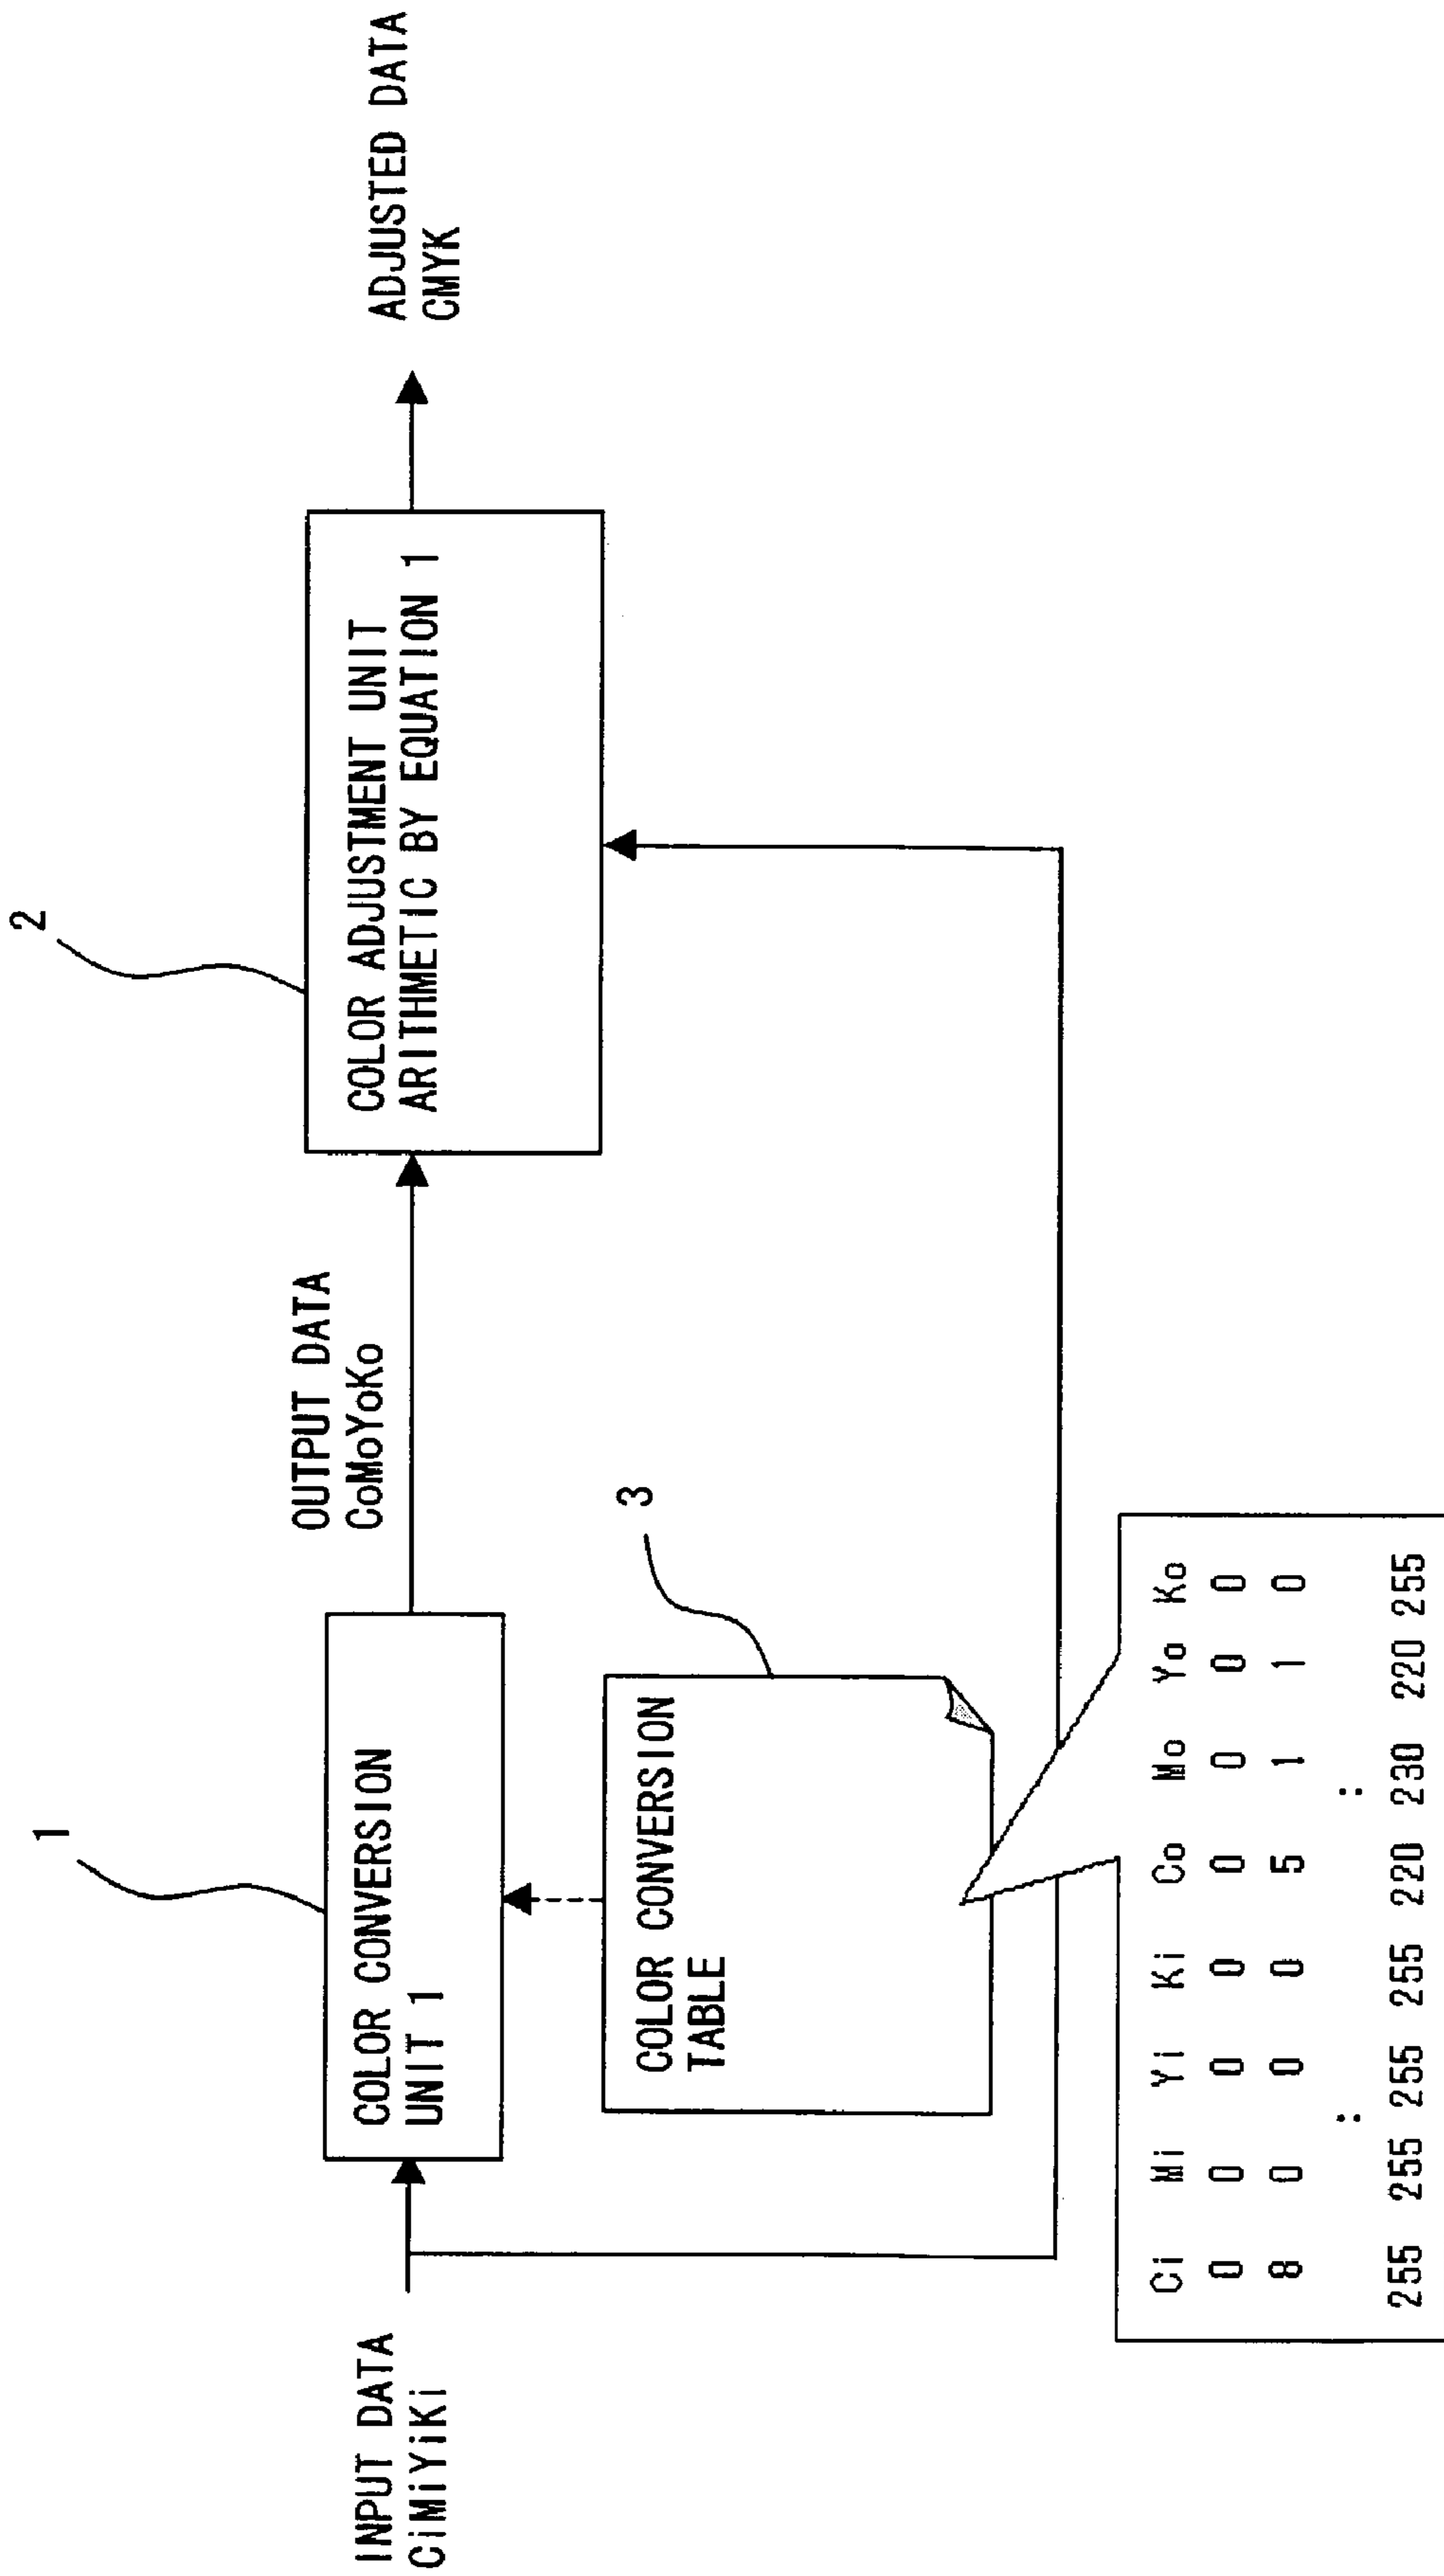 INPUT DATA
CiMiYiKi
1
COLOR CONVERSION
UNIT 1
OUTPUT DATA
CoMoYoKo
2
COLOR ADJUSTMENT UNIT
ARITHMETIC BY EQUATION 1
ADJUSTED DATA
CMYK
3
COLOR CONVERSION
TABLE
Ci Mi Yi Ki Co Mo Yo Ko
0 0 0 0 0 0 0 0
8 0 0 0 5 1 1 0
: :
255 255 255 255 220 230 220 255